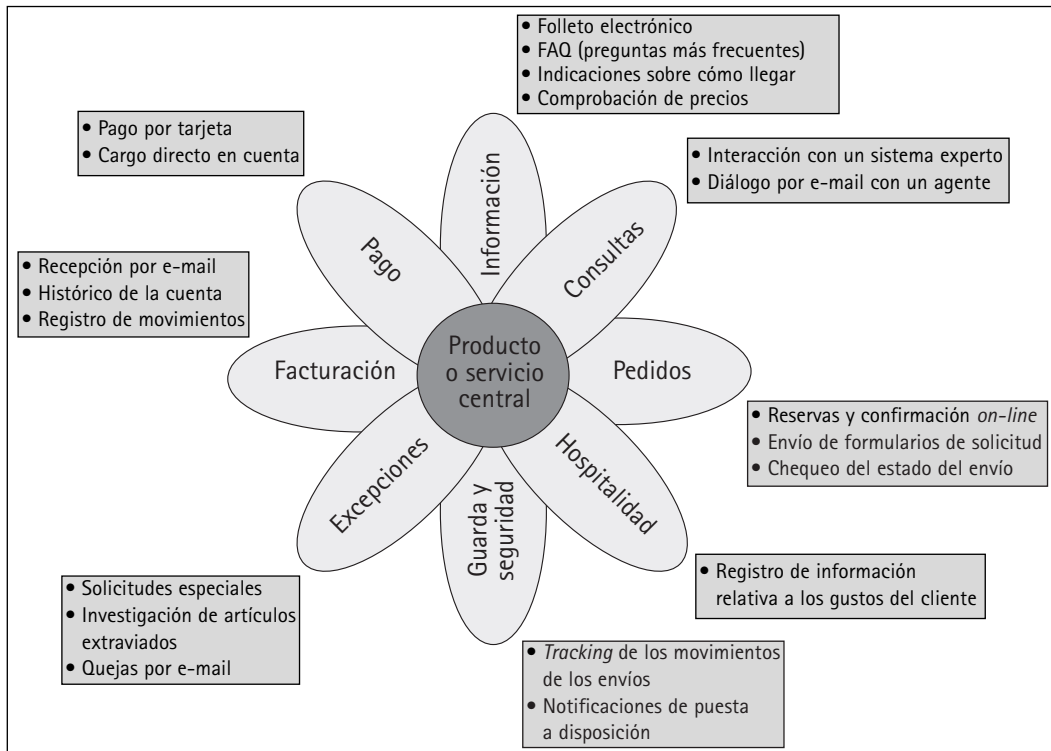 • Folleto electrónico
• FAQ (preguntas más frecuentes)
• Indicaciones sobre cómo llegar
• Comprobación de precios
• Pago por tarjeta
• Cargo directo en cuenta
• Interacción con un sistema experto
• Diálogo por e-mail con un agente
Información
Pago
Consultas
• Recepción por e-mail
• Histórico de la cuenta
• Registro de movimientos
Facturación
Producto
o servicio
central
Pedidos
• Reservas y confirmación on-line
• Envío de formularios de solicitud
• Chequeo del estado del envío
Excepciones
Guarda y
seguridad
Hospitalidad
• Solicitudes especiales
• Investigación de artículos
extraviados
• Quejas por e-mail
• Registro de información
relativa a los gustos del cliente
• Tracking de los movimientos
de los envíos
• Notificaciones de puesta
a disposición